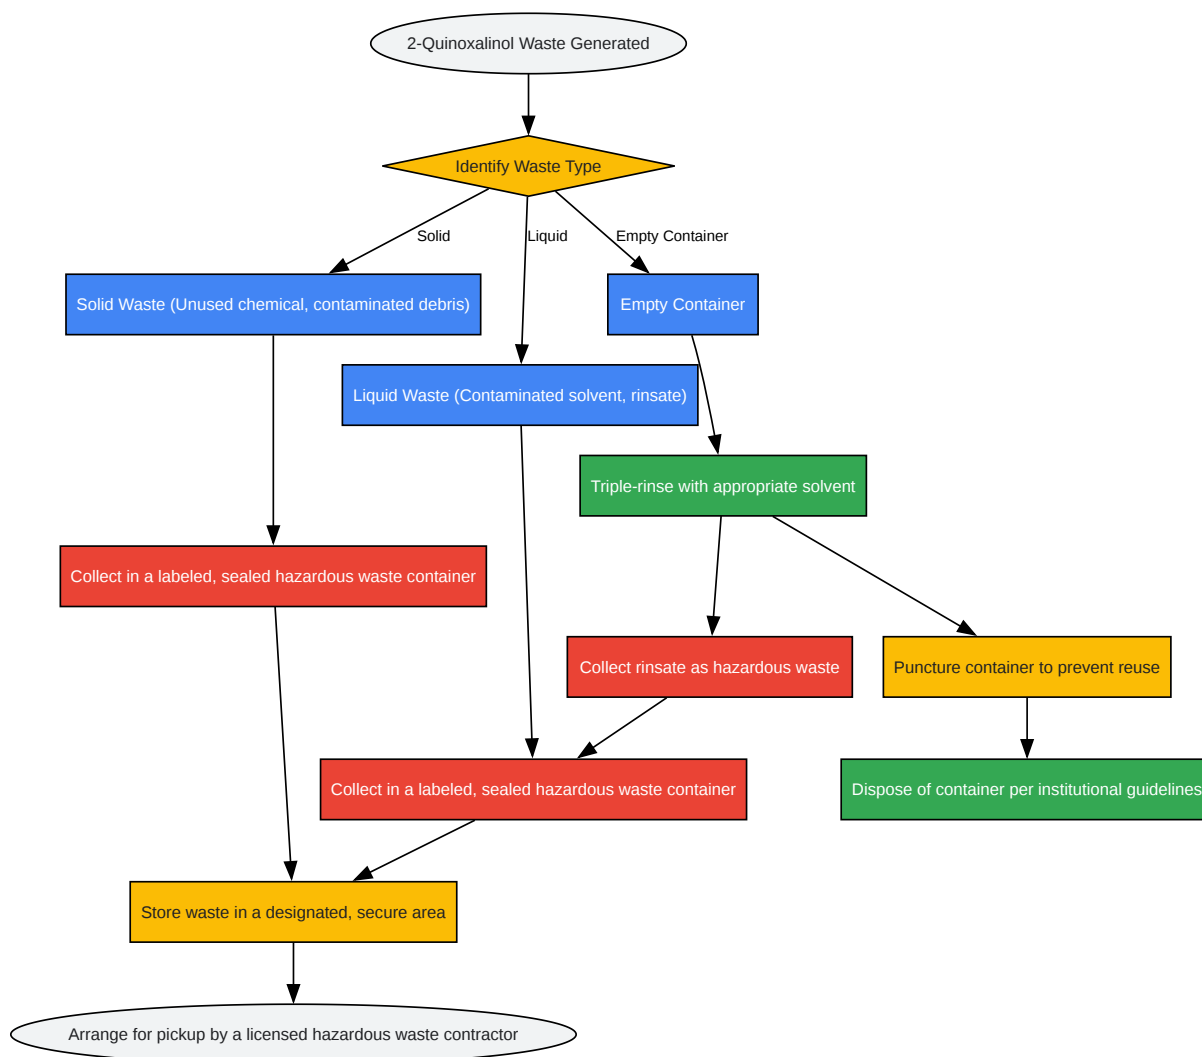 2-Quinoxalinol Waste Generated
Identify Waste Type
Solid
Liquid
Empty Container
Solid Waste (Unused chemical, contaminated debris)
Empty Container
Liquid Waste (Contaminated solvent, rinsate)
Triple-rinse with appropriate solvent
Collect in a labeled, sealed hazardous waste container
Collect rinsate as hazardous waste
Puncture container to prevent reuse
Collect in a labeled, sealed hazardous waste container
Dispose of container per institutional guidelines
Store waste in a designated, secure area
Arrange for pickup by a licensed hazardous waste contractor